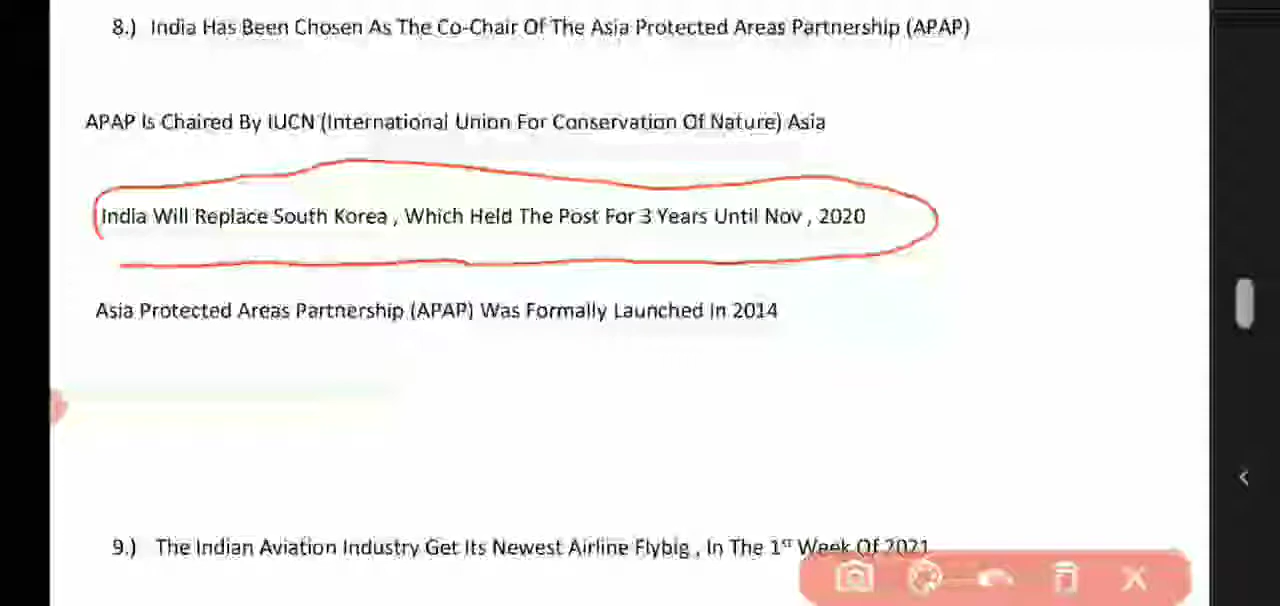 8.) India Has Been Chosen As The Co-Chair Of The Asia Protected Areas Partnership (APAP)
APAP Is Chaired By IUCN (International Union For Conservation Of Nature) Asia
India Will Replace South Korea , Which Held The Post For 3 Years Until Nov , 2020
Asia Protected Areas Partnership (APAP) Was Formally Launched In 2014
9.) The Indian Aviation Industry Get Its Newest Airline Flybig , In The 1st Week Of 2021